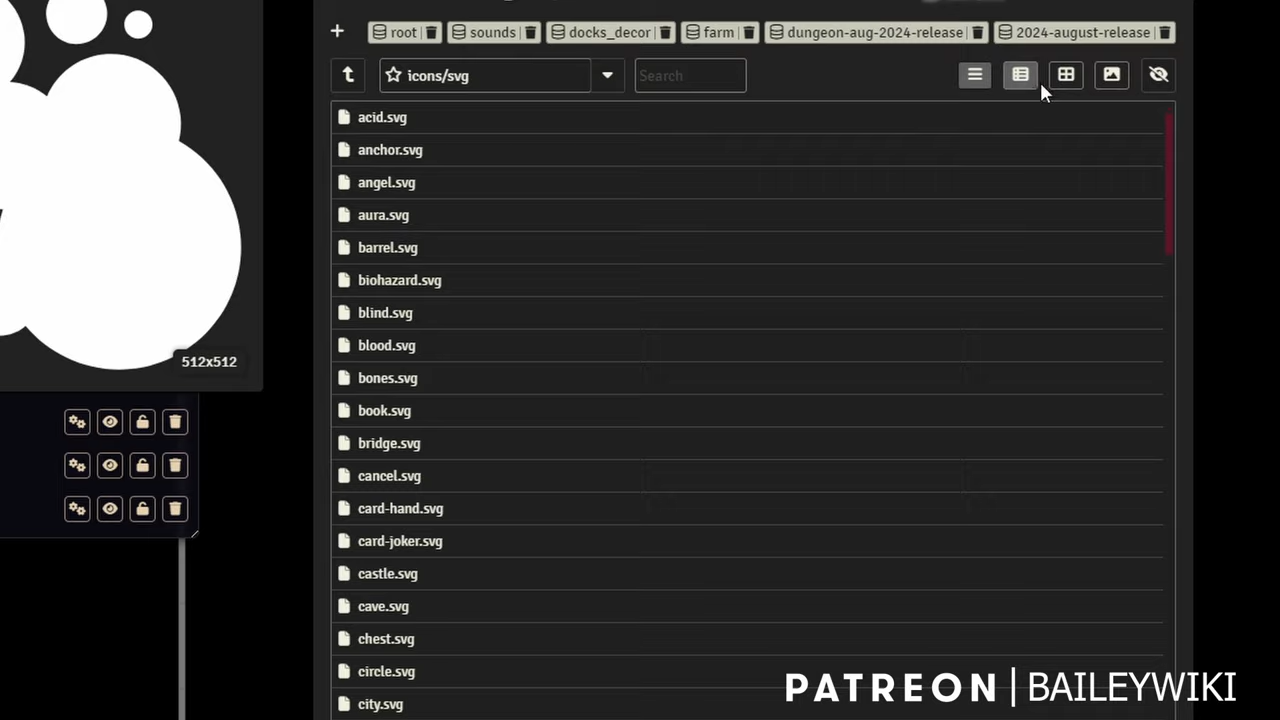 root sounds docks_decor farm dungeon-aug-2024-release 2024-august-release
icons/svg Search
acid.svg
anchor.svg
angel.svg
aura.svg
barrel.svg
biohazard.svg
blind.svg
blood.svg
512x512
bones.svg
book.svg
bridge.svg
cancel.svg
card-hand.svg
card-joker.svg
castle.svg
cave.svg
chest.svg
circle.svg
city.svg
PATREON | BAILEYWIKI